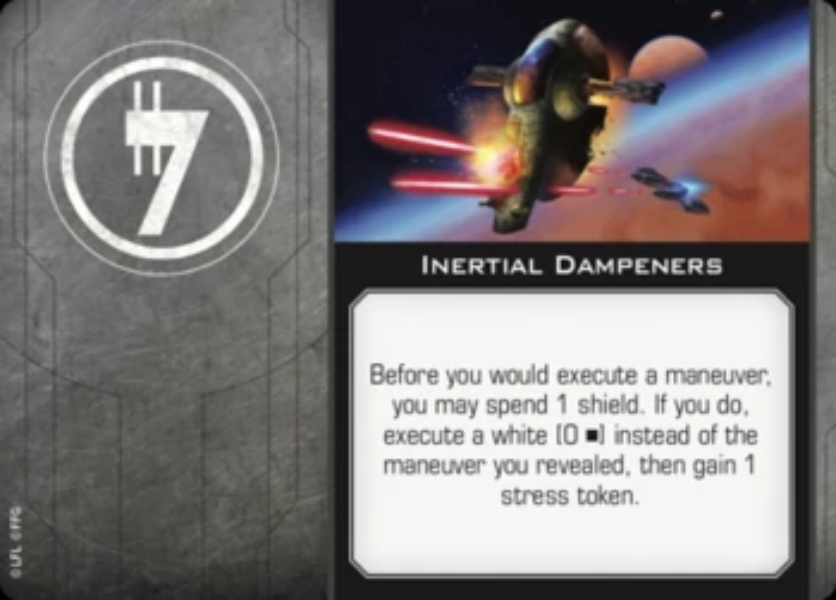 INERTIAL DAMPENERS
Before you would execute a maneuver,
you may spend 1 shield. If you do,
execute a white (0 ■) instead of the
maneuver you revealed, then gain 1
stress token.
©LFL ©FFG